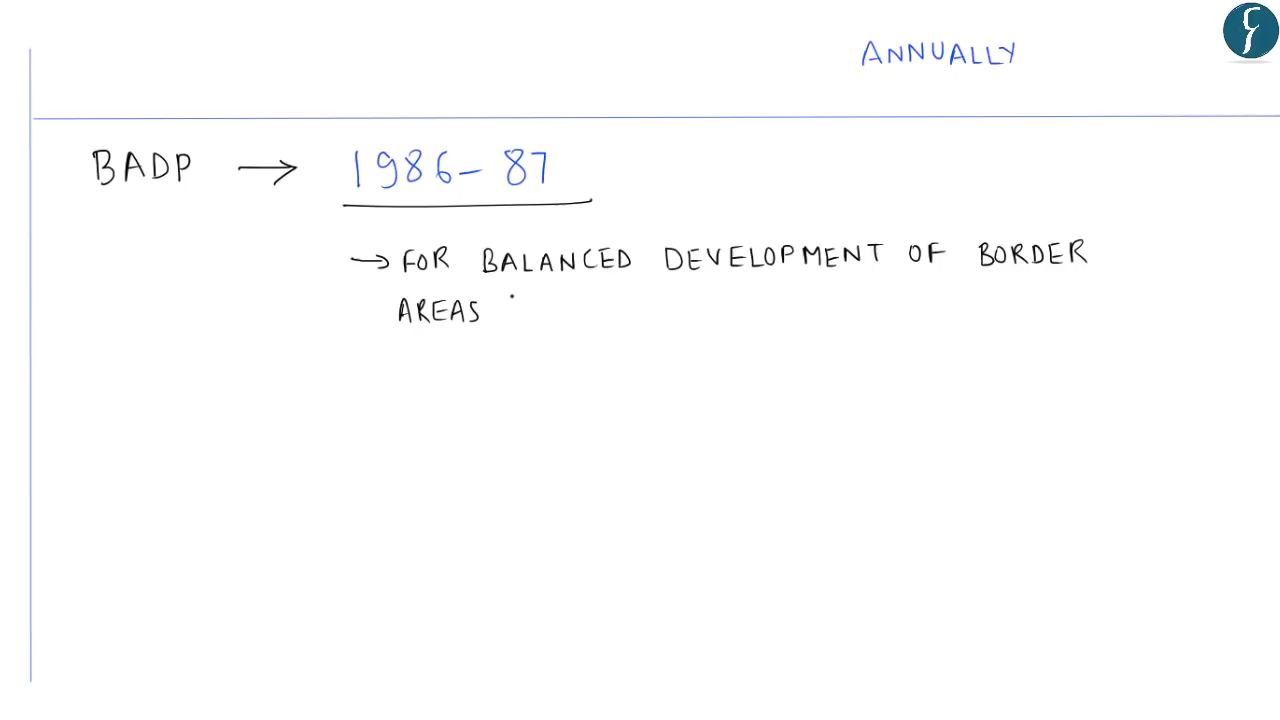 ANNUALLY
BADP → 1986-87
→ FOR BALANCED DEVELOPMENT OF BORDER
AREAS